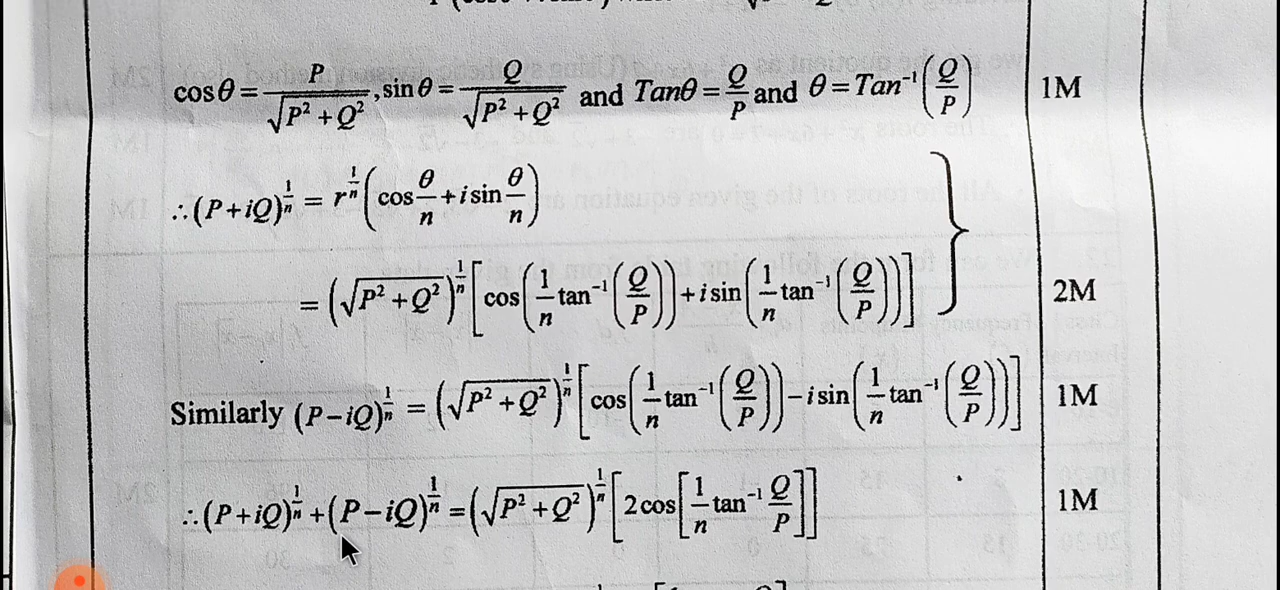 cosθ = P/√(P² + Q²), sinθ = Q/√(P² + Q²) and Tanθ = Q/P and θ = Tan⁻¹(Q/P) 1M
∴(P+iQ)^(1/n) = r^(1/n)(cos θ/n + i sin θ/n)
= (√(P² + Q²))^(1/n) [cos(1/n tan⁻¹(Q/P)) + i sin(1/n tan⁻¹(Q/P))] 2M
Similarly (P−iQ)^(1/n) = (√(P² + Q²))^(1/n) [cos(1/n tan⁻¹(Q/P)) − i sin(1/n tan⁻¹(Q/P))] 1M
∴(P+iQ)^(1/n) + (P−iQ)^(1/n) = (√(P² + Q²))^(1/n) [2cos[1/n tan⁻¹ Q/P]] 1M